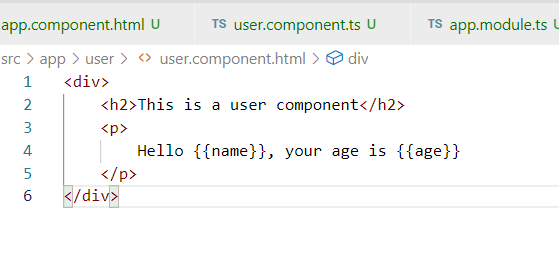 app.component.html U TS user.component.ts U TS app.module.ts U
src > app > user > <> user.component.html > div
1 <div>
2 <h2>This is a user component</h2>
3 <p>
4 Hello {{name}}, your age is {{age}}
5 </p>
6 </div>